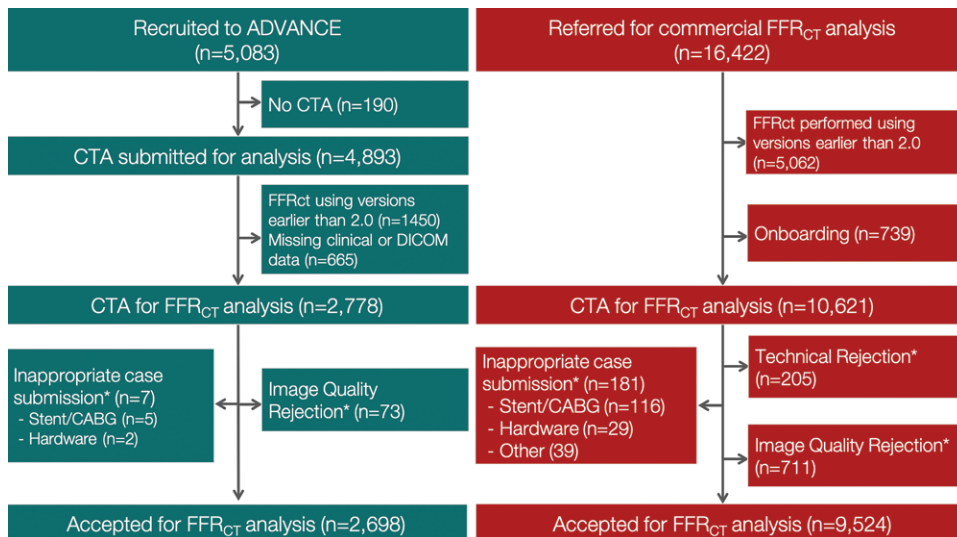 Recruited to ADVANCE
(n=5,083)
No CTA (n=190)
CTA submitted for analysis (n=4,893)
FFRct using versions
earlier than 2.0 (n=1450)
Missing clinical or DICOM
data (n=665)
CTA for FFRCT analysis (n=2,778)
Inappropriate case
submission* (n=7)
- Stent/CABG (n=5)
- Hardware (n=2)
Image Quality
Rejection* (n=73)
Accepted for FFRCT analysis (n=2,698)
Referred for commercial FFRCT analysis
(n=16,422)
FFRct performed using
versions earlier than 2.0
(n=5,062)
Onboarding (n=739)
CTA for FFRCT analysis (n=10,621)
Inappropriate case
submission* (n=181)
- Stent/CABG (n=116)
- Hardware (n=29)
- Other (39)
Technical Rejection*
(n=205)
Image Quality Rejection*
(n=711)
Accepted for FFRCT analysis (n=9,524)